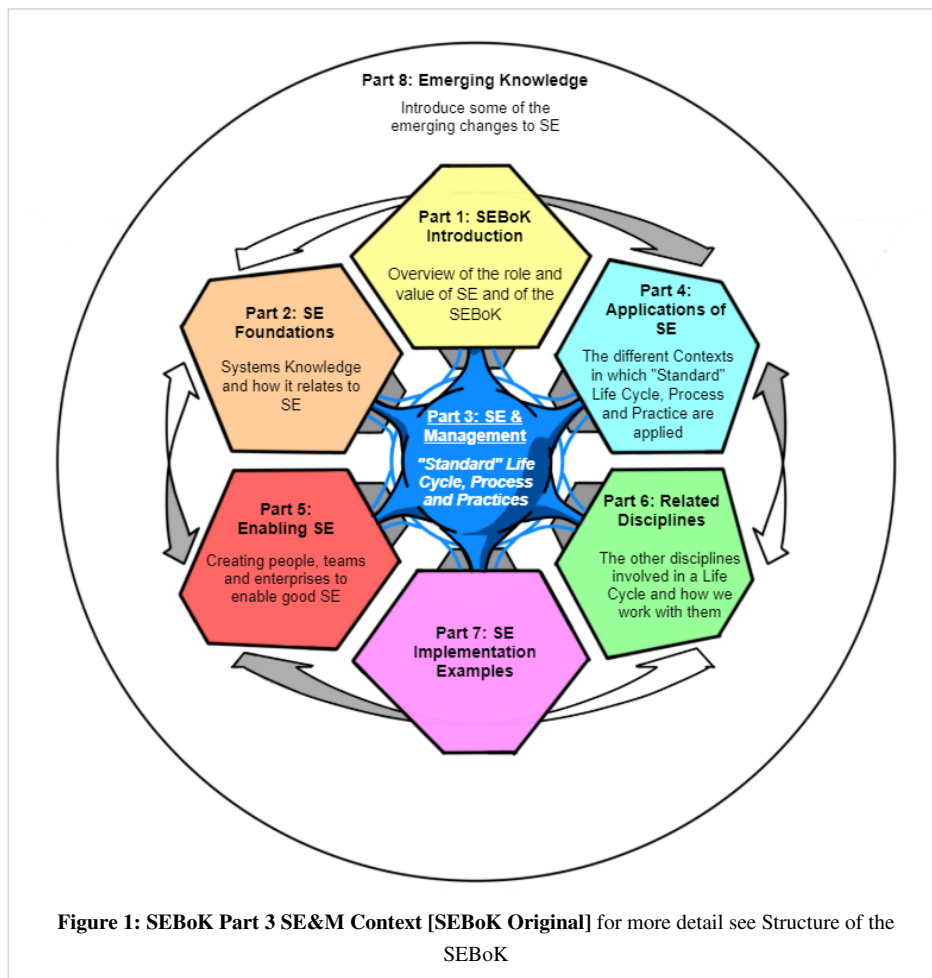 Part 8: Emerging Knowledge
Introduce some of the
emerging changes to SE
Part 1: SEBoK
Introduction
Overview of the role and
value of SE and of the
SEBoK
Part 2: SE
Foundations
Systems Knowledge
and how it relates to
SE
Part 4:
Applications of
SE
The different Contexts
in which "Standard"
Life Cycle, Process
and Practice are
applied
Part 3: SE &
Management
"Standard" Life
Cycle, Process
and Practices
Part 5:
Enabling SE
Creating people, teams
and enterprises to
enable good SE
Part 6: Related
Disciplines
The other disciplines
involved in a Life
Cycle and how we
work with them
Part 7: SE
Implementation
Examples
Figure 1: SEBoK Part 3 SE&M Context [SEBoK Original] for more detail see Structure of the
SEBoK